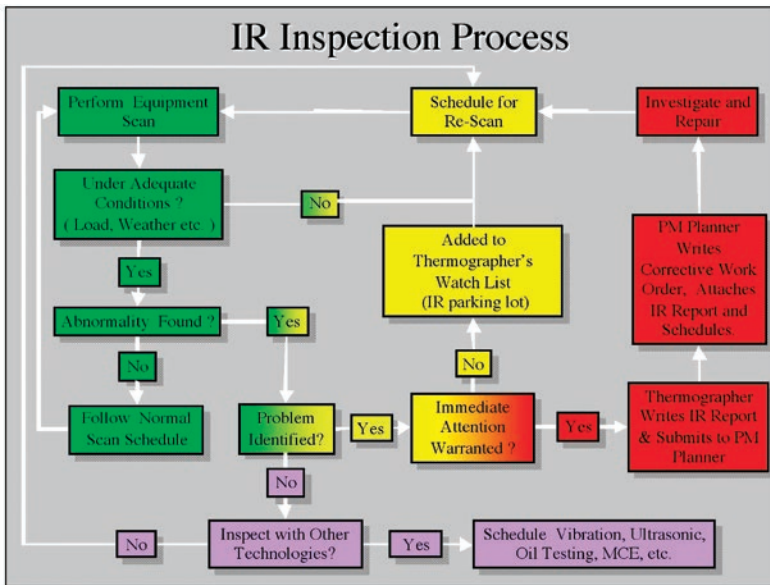 IR Inspection Process
Perform Equipment
Scan
Schedule for
Re-Scan
Investigate and
Repair
Under Adequate
Conditions ?
( Load, Weather etc. )
No
Added to
Thermographer's
Watch List
(IR parking lot)
PM Planner
Writes
Corrective Work
Order, Attaches
IR Report and
Schedules.
Yes
Abnormality Found ?
Yes
No
No
Follow Normal
Scan Schedule
Problem
Identified?
Yes
Immediate
Attention
Warranted ?
Yes
Thermographer
Writes IR Report
& Submits to PM
Planner
No
No
Inspect with Other
Technologies?
Yes
Schedule Vibration, Ultrasonic,
Oil Testing, MCE, etc.